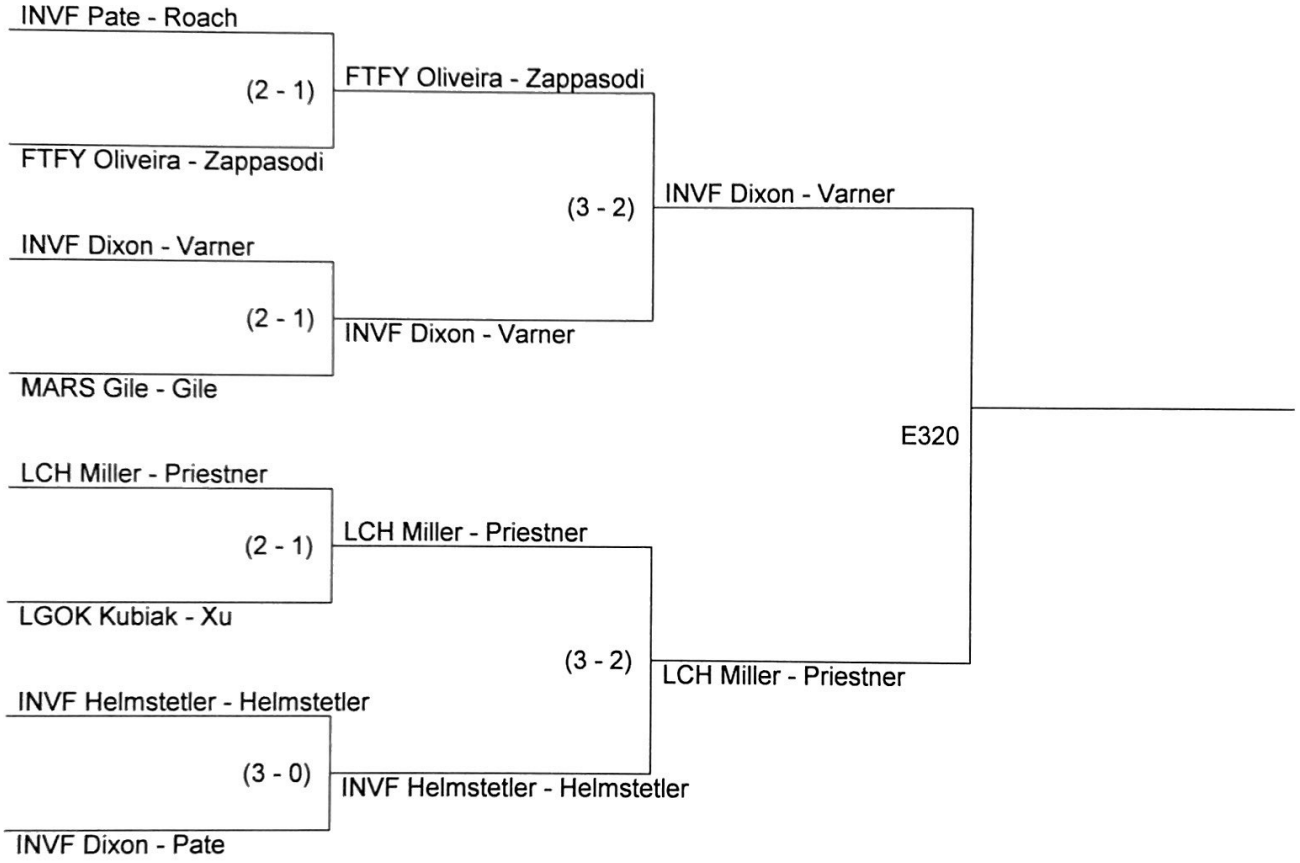 INVF Pate - Roach
(2 - 1)
FTFY Oliveira - Zappasodi
FTFY Oliveira - Zappasodi
(3 - 2)
INVF Dixon - Varner
INVF Dixon - Varner
(2 - 1)
INVF Dixon - Varner
MARS Gile - Gile
E320
LCH Miller - Priestner
(2 - 1)
LCH Miller - Priestner
LGOK Kubiak - Xu
(3 - 2)
LCH Miller - Priestner
INVF Helmstetler - Helmstetler
(3 - 0)
INVF Helmstetler - Helmstetler
INVF Dixon - Pate